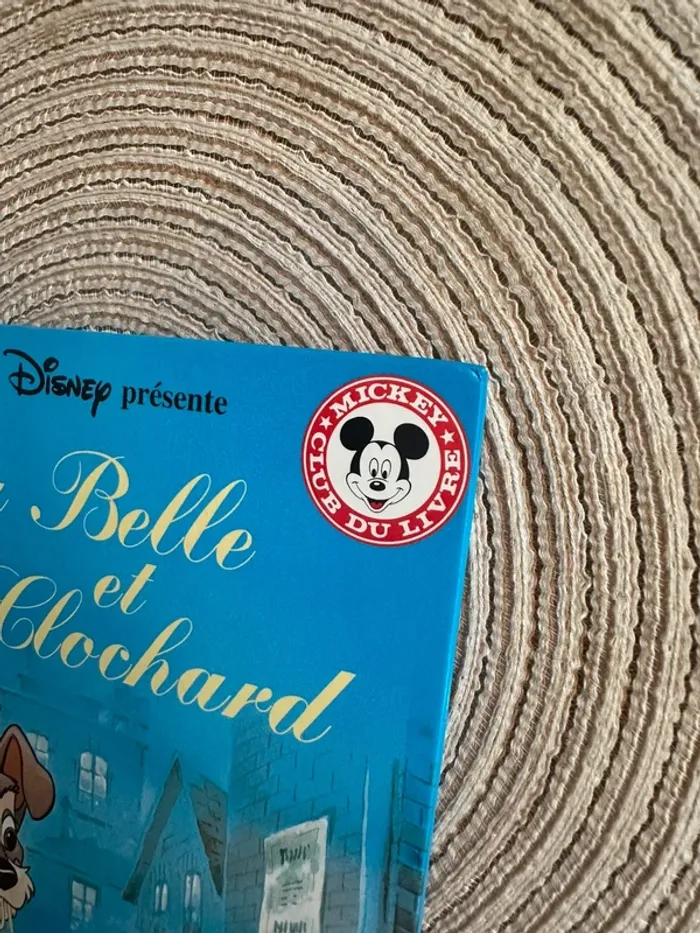 Disney présente
MICKEY
CLUB DU LIVRE
Belle
et
Clochard